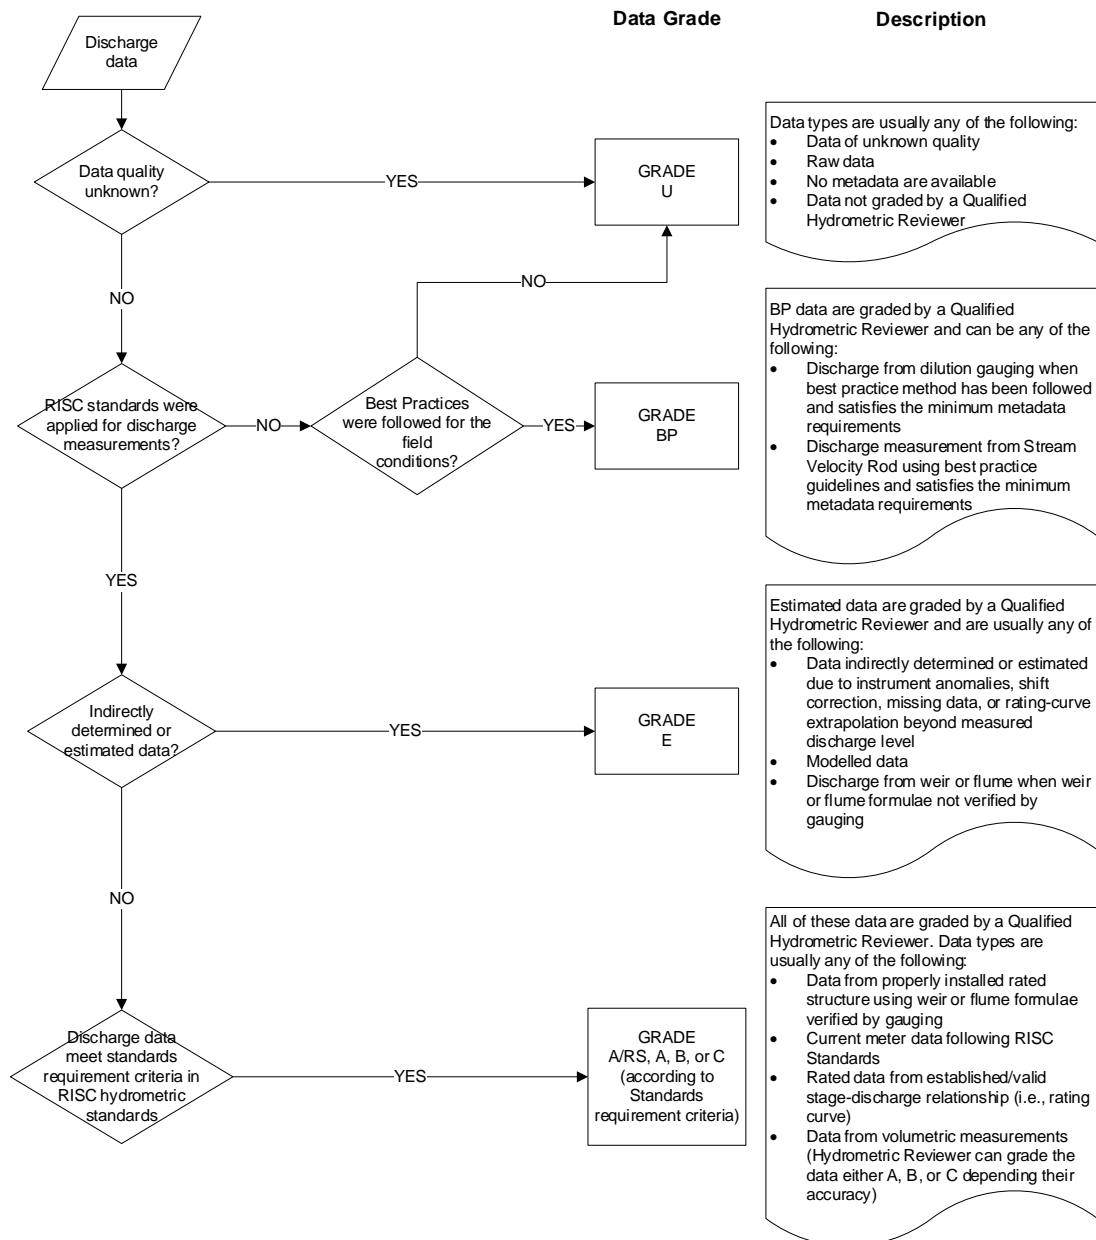 Data Grade
Description
Discharge
data
Data quality
unknown?
YES
GRADE
U
Data types are usually any of the following:
• Data of unknown quality
• Raw data
• No metadata are available
• Data not graded by a Qualified
Hydrometric Reviewer
NO
NO
RISC standards were
applied for discharge
measurements?
NO
Best Practices
were followed for the
field
conditions?
YES
GRADE
BP
BP data are graded by a Qualified
Hydrometric Reviewer and can be any of the
following:
• Discharge from dilution gauging when
best practice method has been followed
and satisfies the minimum metadata
requirements
• Discharge measurement from Stream
Velocity Rod using best practice
guidelines and satisfies the minimum
metadata requirements
YES
Indirectly
determined or
estimated data?
YES
GRADE
E
Estimated data are graded by a Qualified
Hydrometric Reviewer and are usually any of
the following:
• Data indirectly determined or estimated
due to instrument anomalies, shift
correction, missing data, or rating-curve
extrapolation beyond measured
discharge level
• Modelled data
• Discharge from weir or flume when weir
or flume formulae not verified by
gauging
NO
Discharge data
meet standards
requirement criteria in
RISC hydrometric
standards
YES
GRADE
A/RS, A, B, or C
(according to
Standards
requirement criteria)
All of these data are graded by a Qualified
Hydrometric Reviewer. Data types are
usually any of the following:
• Data from properly installed rated
structure using weir or flume formulae
verified by gauging
• Current meter data following RISC
Standards
• Rated data from established/valid
stage-discharge relationship (i.e., rating
curve)
• Data from volumetric measurements
(Hydrometric Reviewer can grade the
data either A, B, or C depending their
accuracy)